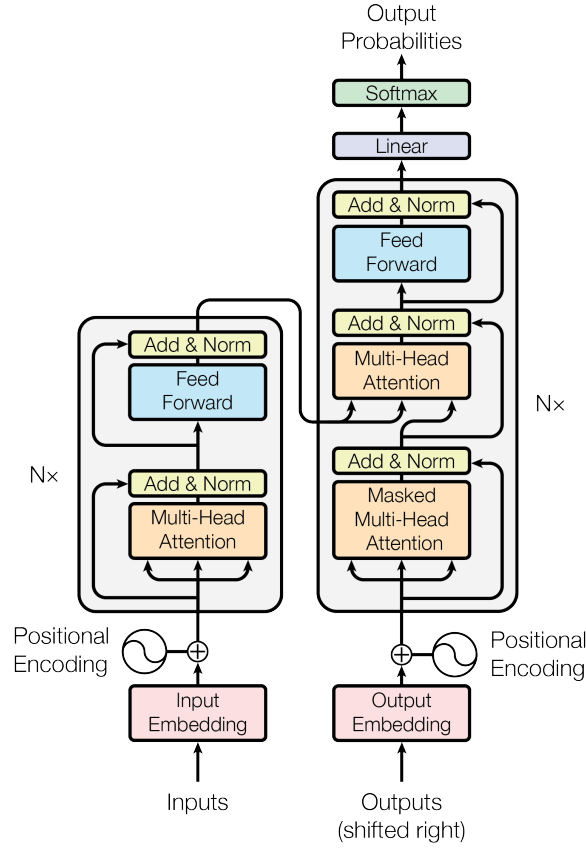 Output
Probabilities
Softmax
Linear
Add & Norm
Feed
Forward
Add & Norm
Multi-Head
Attention
Add & Norm
Masked
Multi-Head
Attention
N×
Add & Norm
Feed
Forward
Add & Norm
Multi-Head
Attention
N×
Positional
Encoding
Positional
Encoding
Input
Embedding
Output
Embedding
Inputs
Outputs
(shifted right)